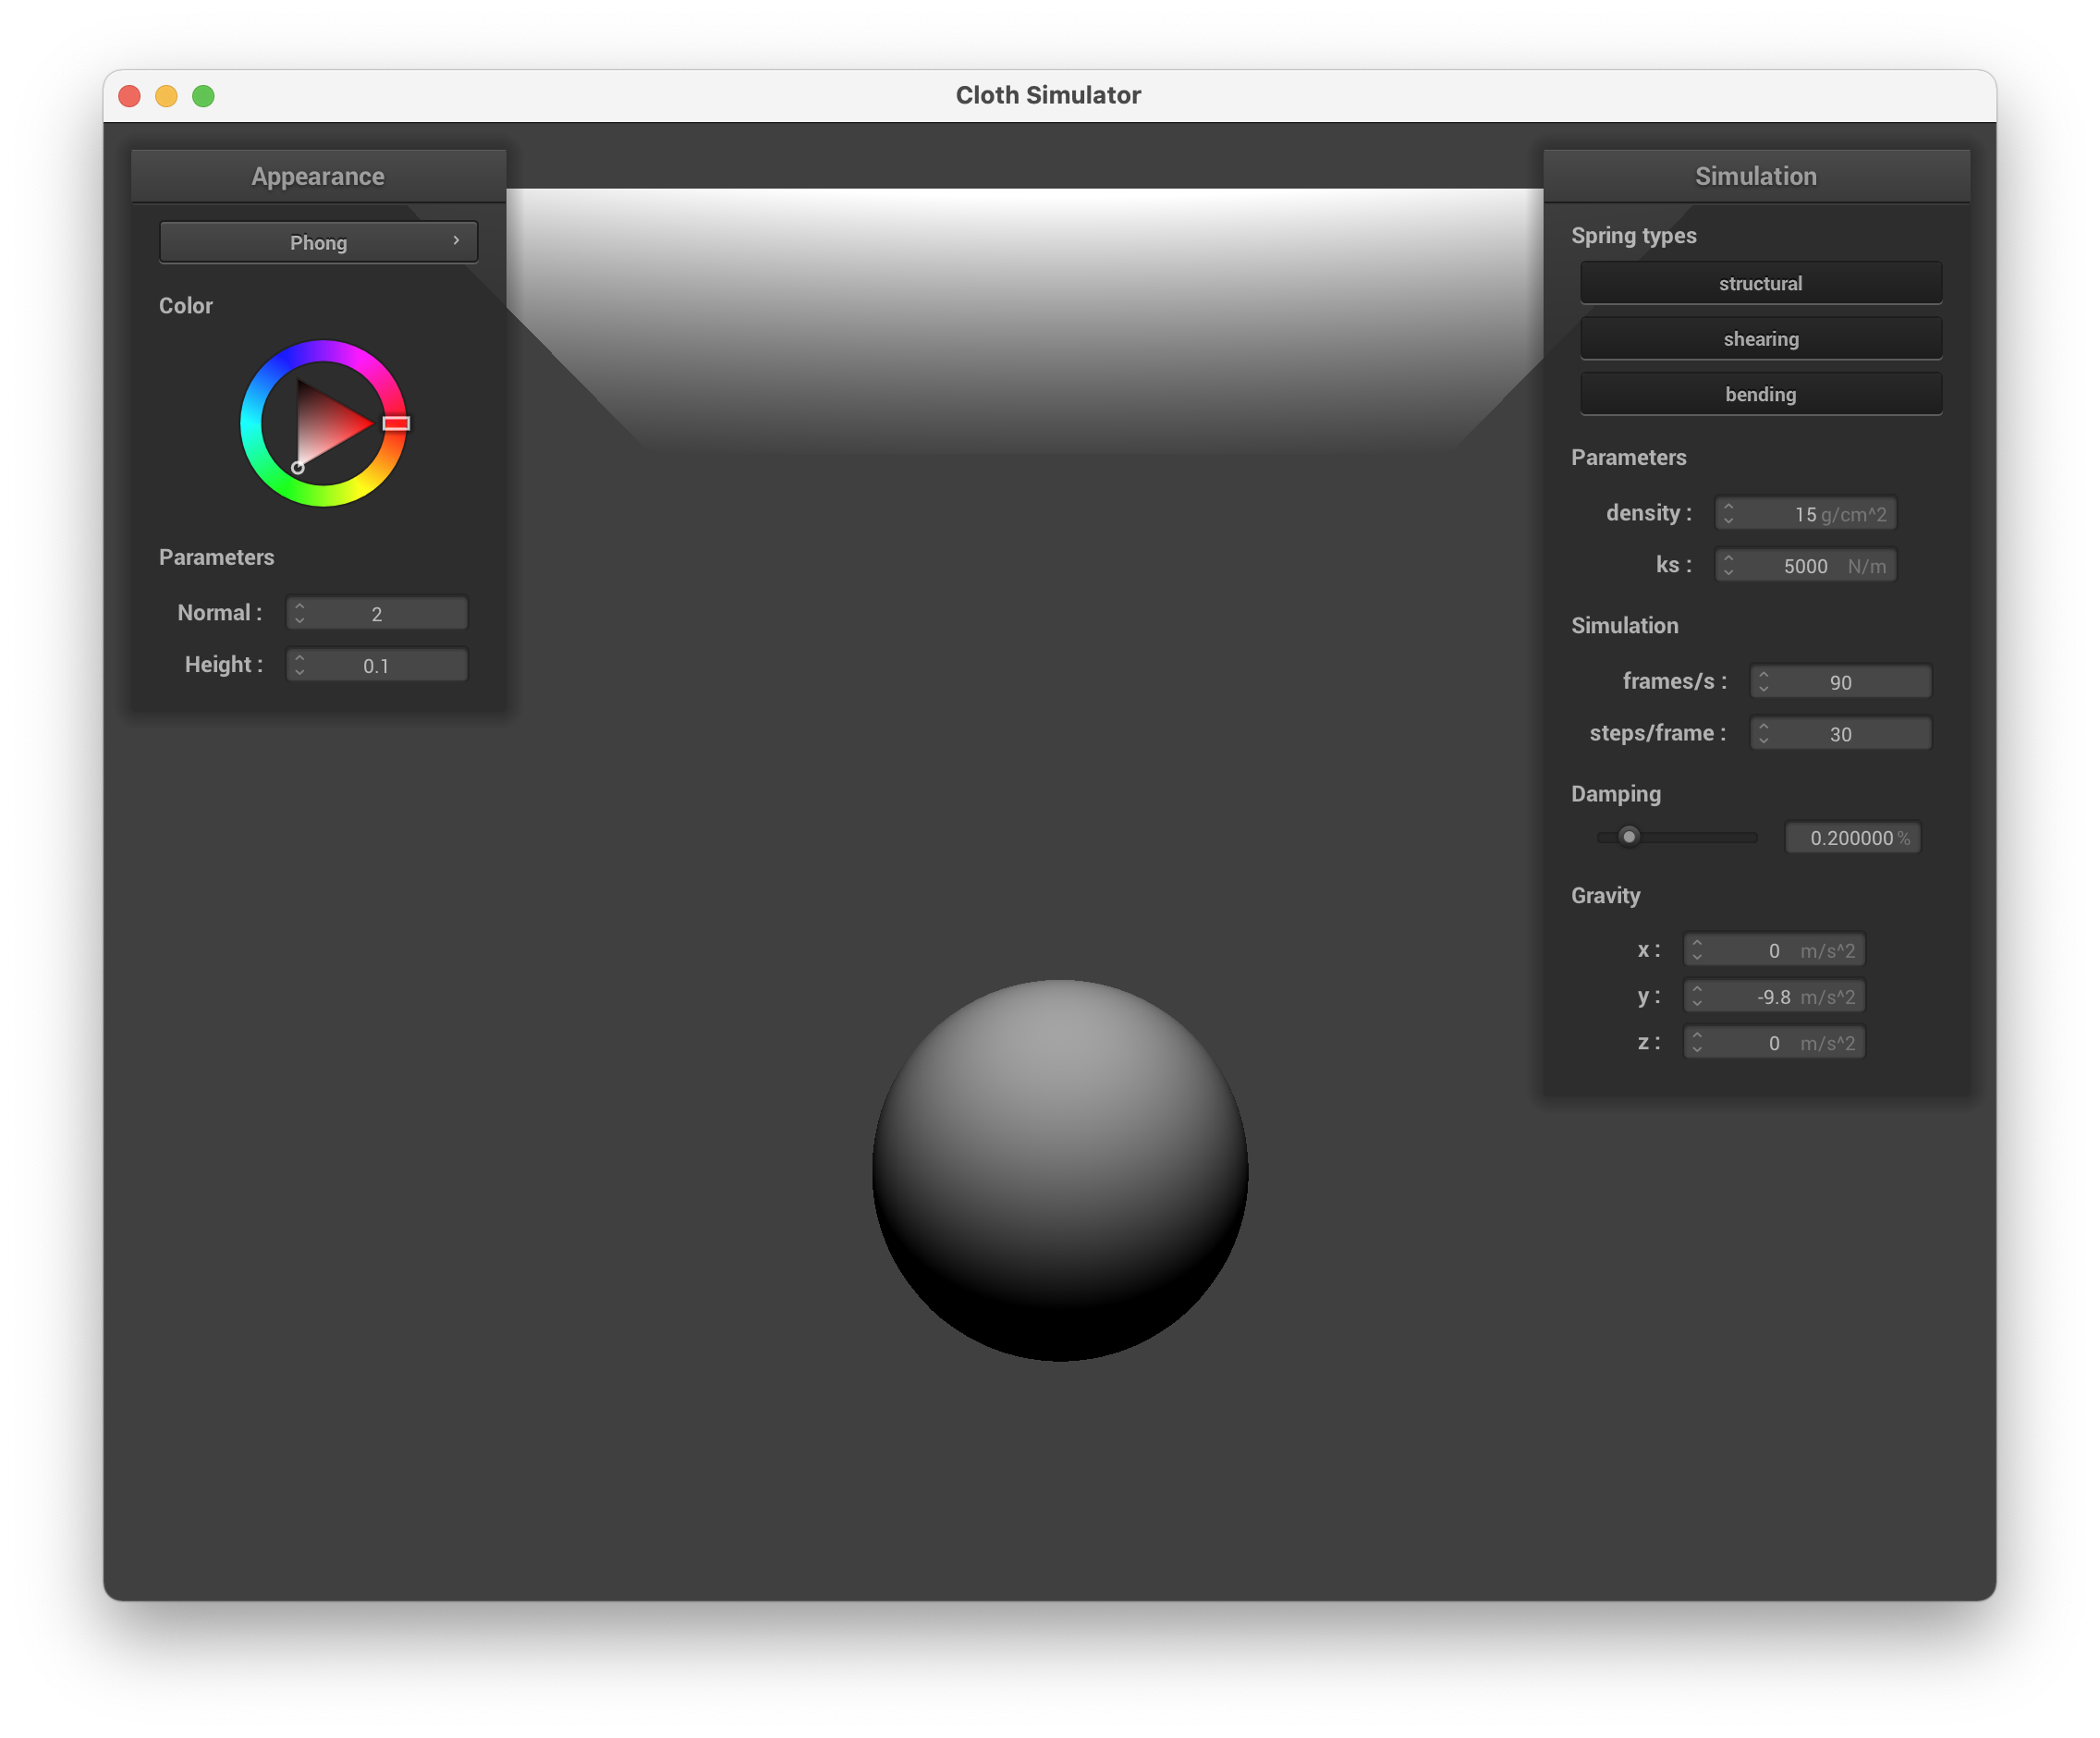 Cloth Simulator
Appearance
Phong
Color
Parameters
Normal : 2
Height : 0.1
Simulation
Spring types
structural
shearing
bending
Parameters
density : 15 g/cm^2
ks : 5000 N/m
Simulation
frames/s : 90
steps/frame : 30
Damping
0.200000 %
Gravity
x : 0 m/s^2
y : -9.8 m/s^2
z : 0 m/s^2